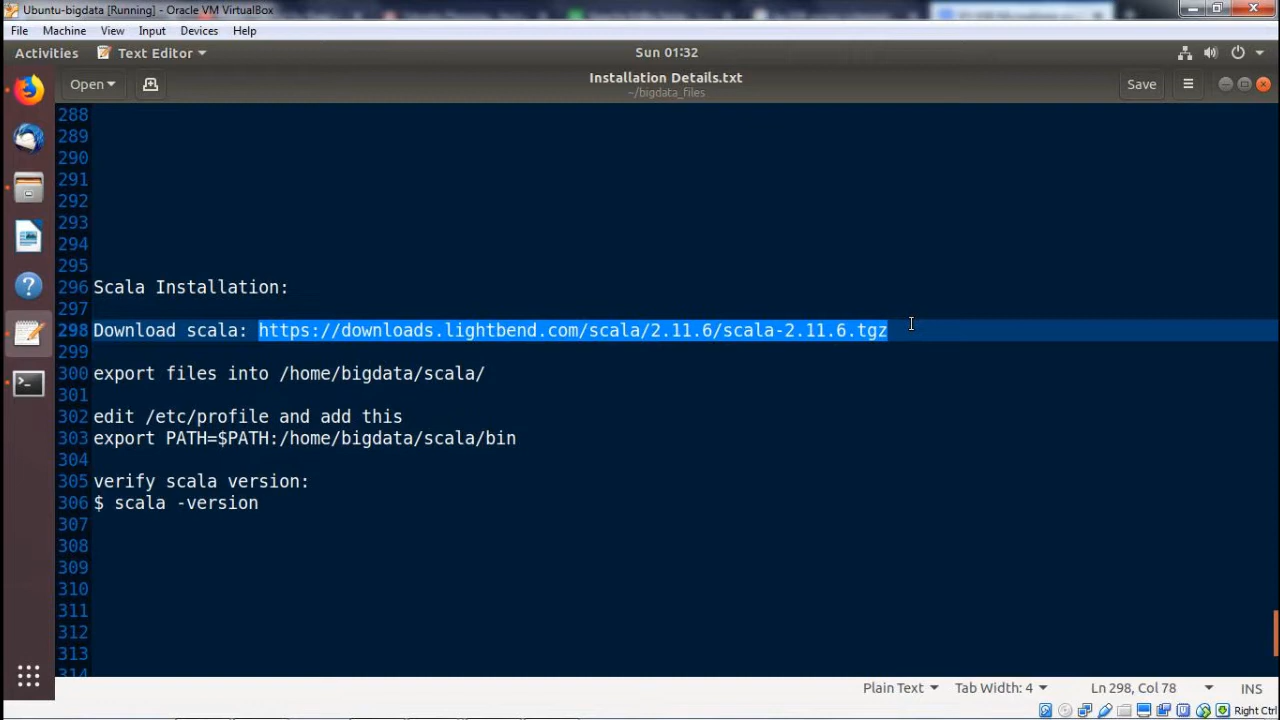 Ubuntu-bigdata [Running] - Oracle VM VirtualBox
File Machine View Input Devices Help
Activities Text Editor Sun 01:32
Open Installation Details.txt Save
~/bigdata_files
288
289
290
291
292
293
294
295
296 Scala Installation:
297
298 Download scala: https://downloads.lightbend.com/scala/2.11.6/scala-2.11.6.tgz
299
300 export files into /home/bigdata/scala/
301
302 edit /etc/profile and add this
303 export PATH=$PATH:/home/bigdata/scala/bin
304
305 verify scala version:
306 $ scala -version
307
308
309
310
311
312
313
314
Plain Text Tab Width: 4 Ln 298, Col 78 INS
Right Ctrl